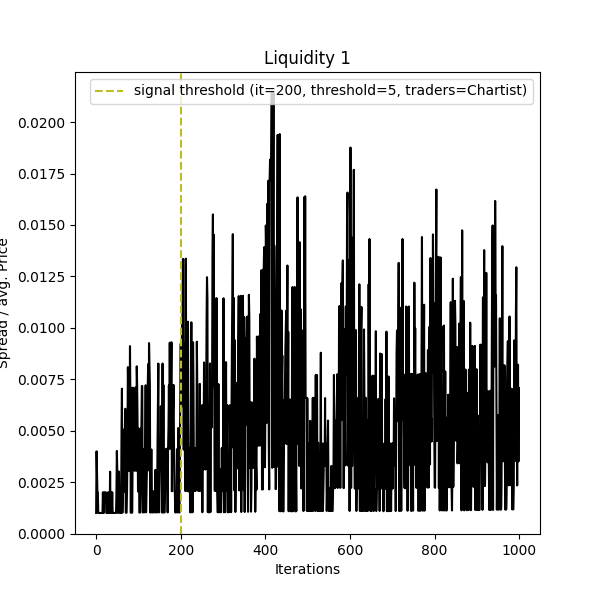 Liquidity 1
signal threshold (it=200, threshold=5, traders=Chartist)
0.0200
0.0175
0.0150
0.0125
0.0100
0.0075
0.0050
0.0025
0.0000
Spread / avg. Price
0 200 400 600 800 1000
Iterations